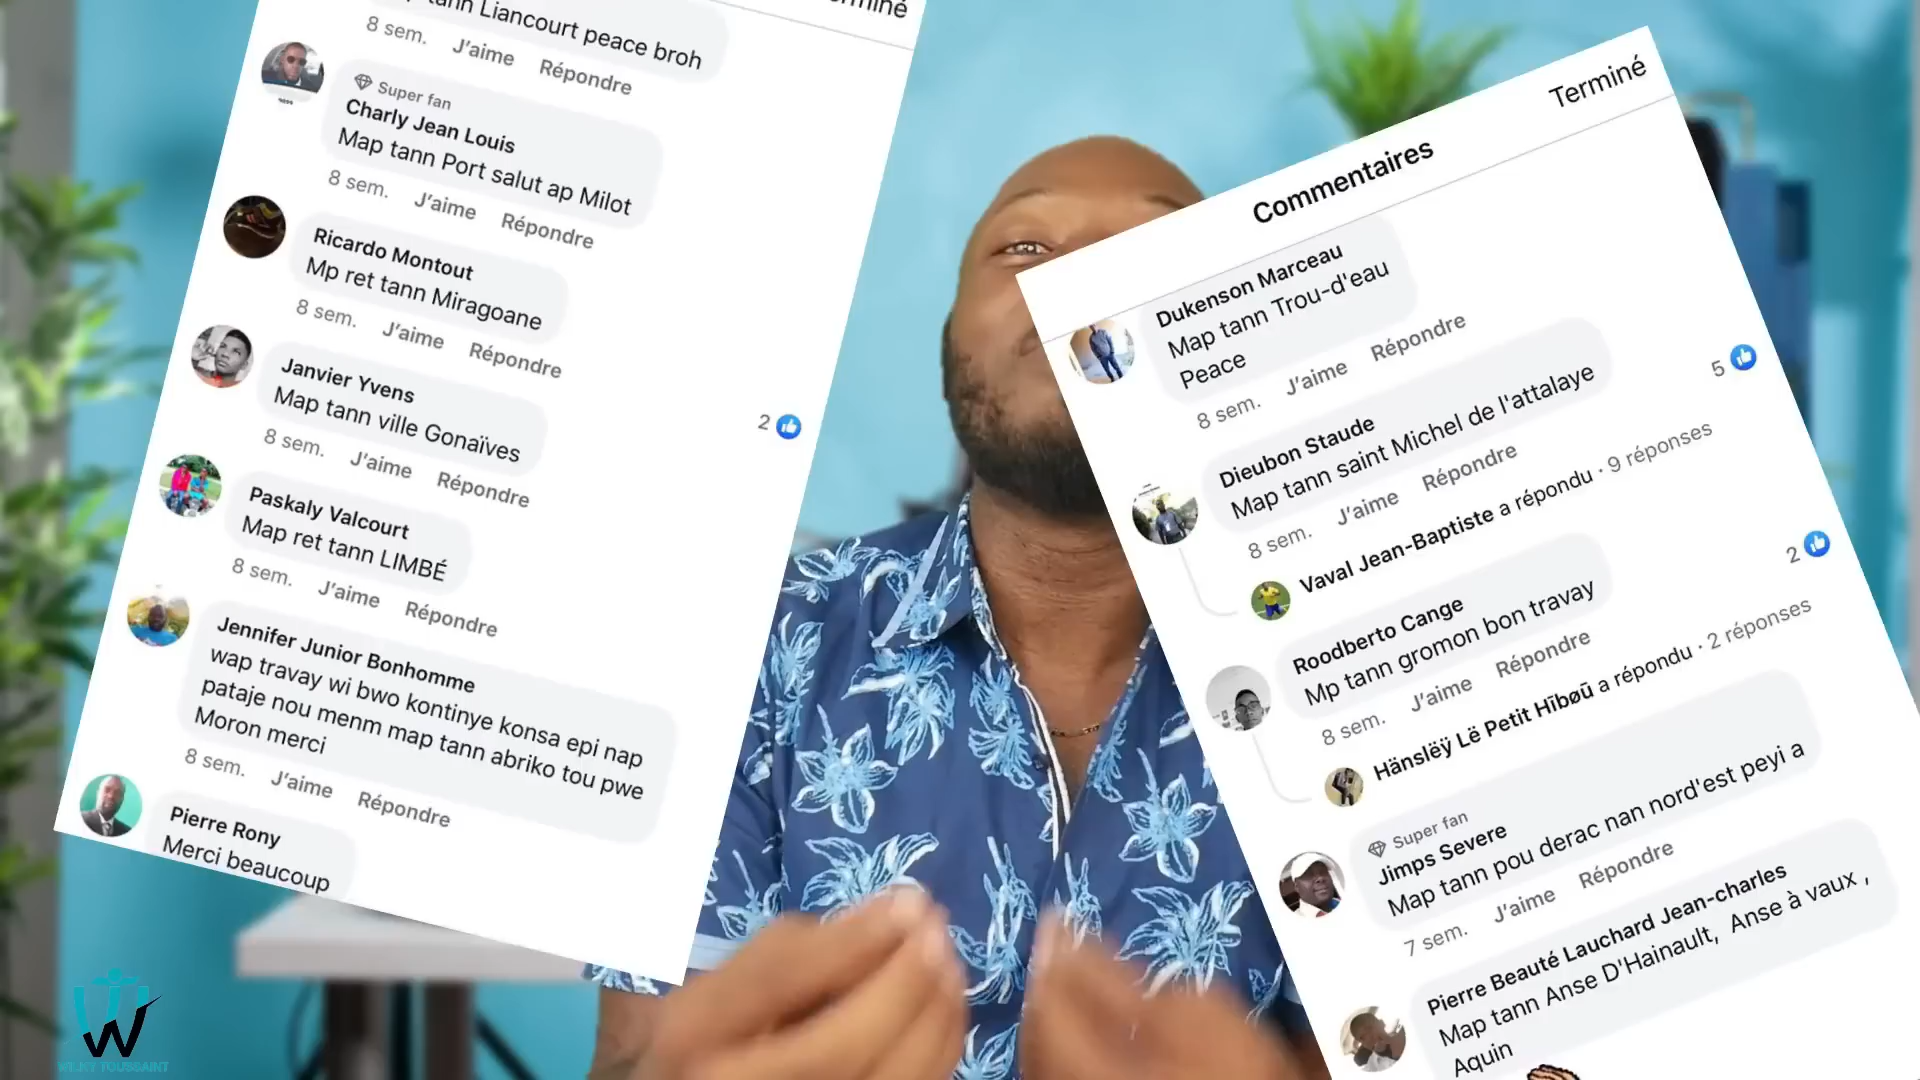 Terminé
tann Liancourt peace broh
8 sem. J'aime Répondre
Super fan
Charly Jean Louis
Map tann Port salut ap Milot
8 sem. J'aime Répondre
Ricardo Montout
Mp ret tann Miragoane
8 sem. J'aime Répondre
Janvier Yvens
Map tann ville Gonaïves
8 sem. J'aime Répondre
2
Paskaly Valcourt
Map ret tann LIMBÉ
8 sem. J'aime Répondre
Jennifer Junior Bonhomme
wap travay wi bwo kontinye konsa epi nap
pataje nou menm map tann abriko tou pwe
Moron merci
8 sem. J'aime Répondre
Pierre Rony
Merci beaucoup
Terminé
Commentaires
Dukenson Marceau
Map tann Trou-d'eau
Peace
8 sem. J'aime Répondre
Dieubon Staude
Map tann saint Michel de l'attalaye
8 sem. J'aime Répondre
5
Vaval Jean-Baptiste a répondu · 9 réponses
Roodberto Cange
Mp tann gromon bon travay
8 sem. J'aime Répondre
2
Hänslëÿ Lë Petit Hïbøū a répondu · 2 réponses
Super fan
Jimps Severe
Map tann pou derac nan nord'est peyi a
7 sem. J'aime Répondre
Pierre Beauté Lauchard Jean-charles
Map tann Anse D'Hainault, Anse à vaux ,
Aquin
W
TOUSSAINT